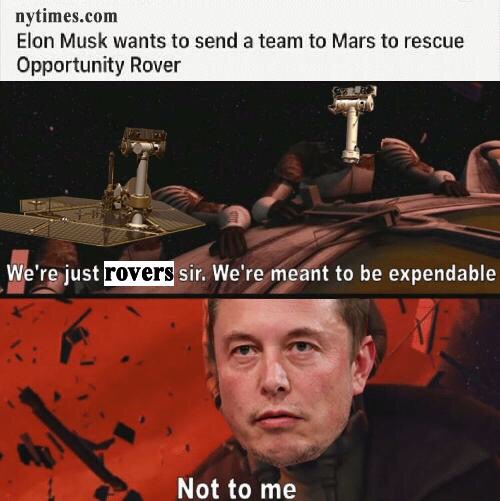 nytimes.com
Elon Musk wants to send a team to Mars to rescue
Opportunity Rover
We're just rovers sir. We're meant to be expendable
Not to me